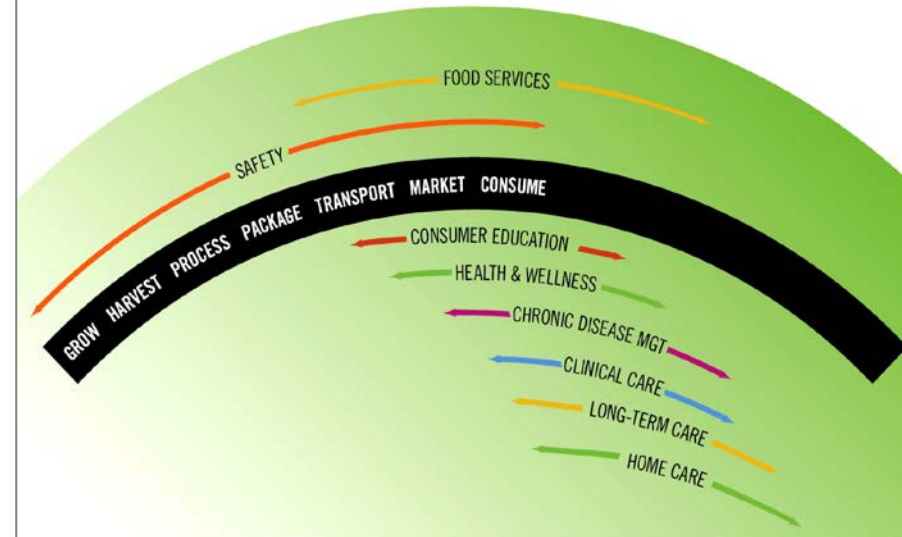 FOOD SERVICES
SAFETY
GROW HARVEST PROCESS PACKAGE TRANSPORT MARKET CONSUME
CONSUMER EDUCATION
HEALTH & WELLNESS
CHRONIC DISEASE MGT
CLINICAL CARE
LONG-TERM CARE
HOME CARE